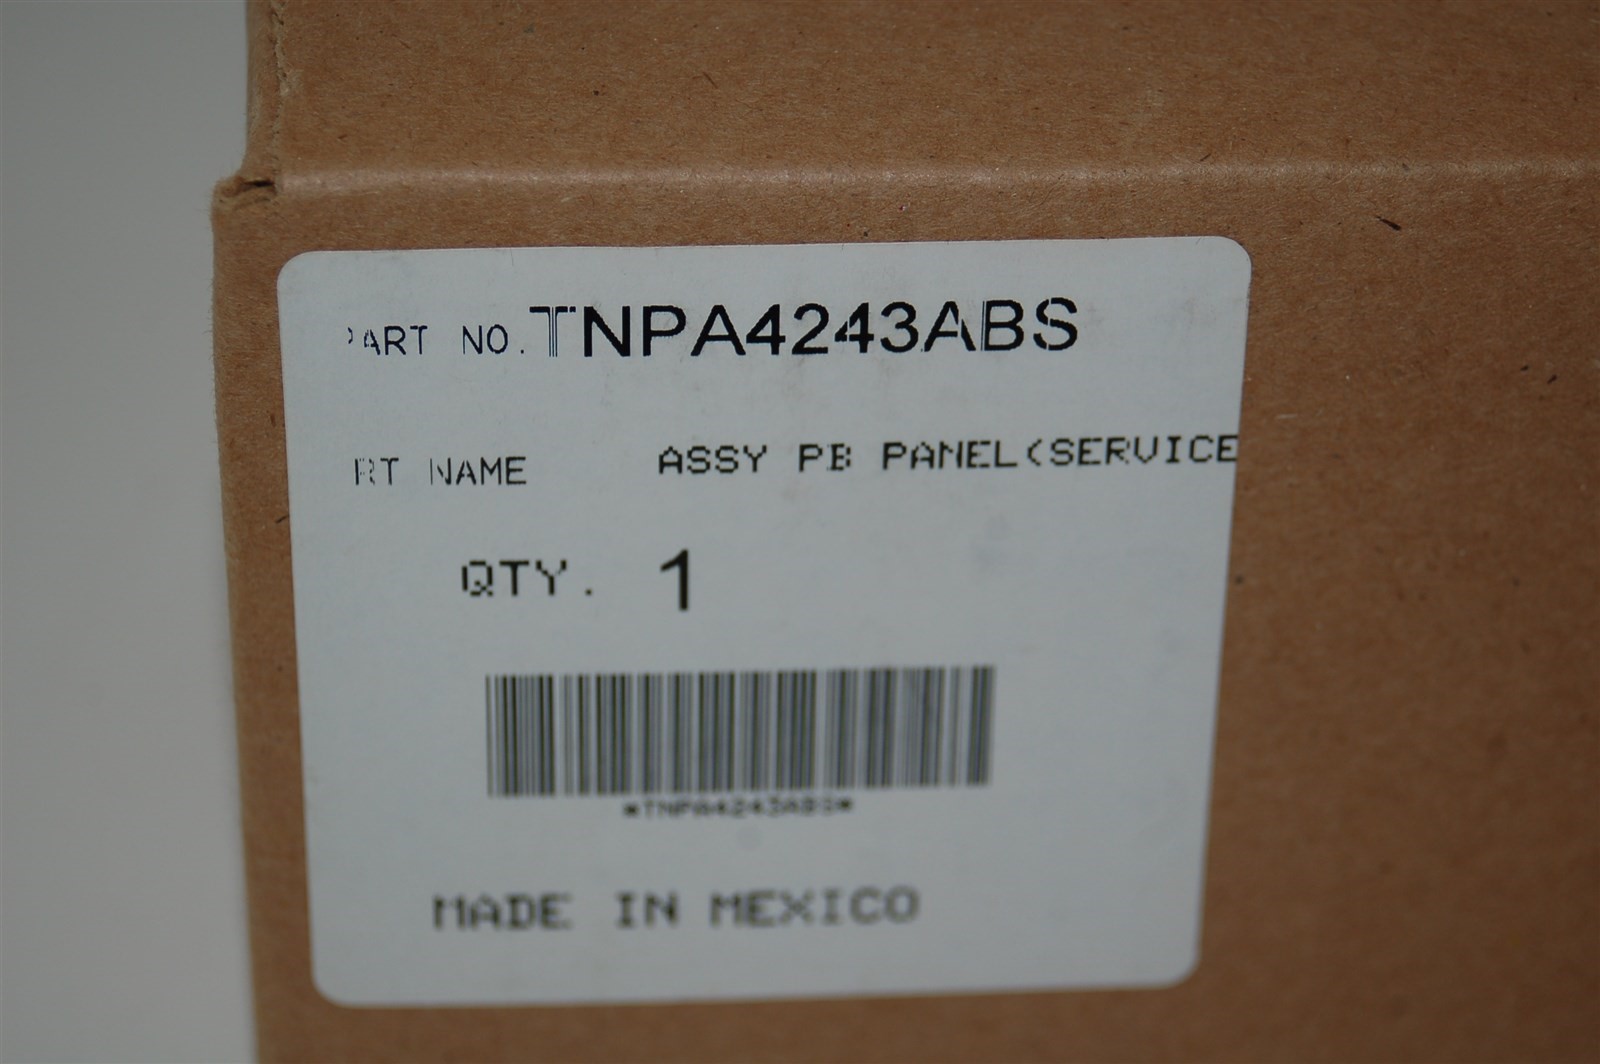 PART NO. TNPA4243ABS
RT NAME ASSY PB PANEL(SERVICE
QTY. 1
*TNPA4243ABS*
MADE IN MEXICO